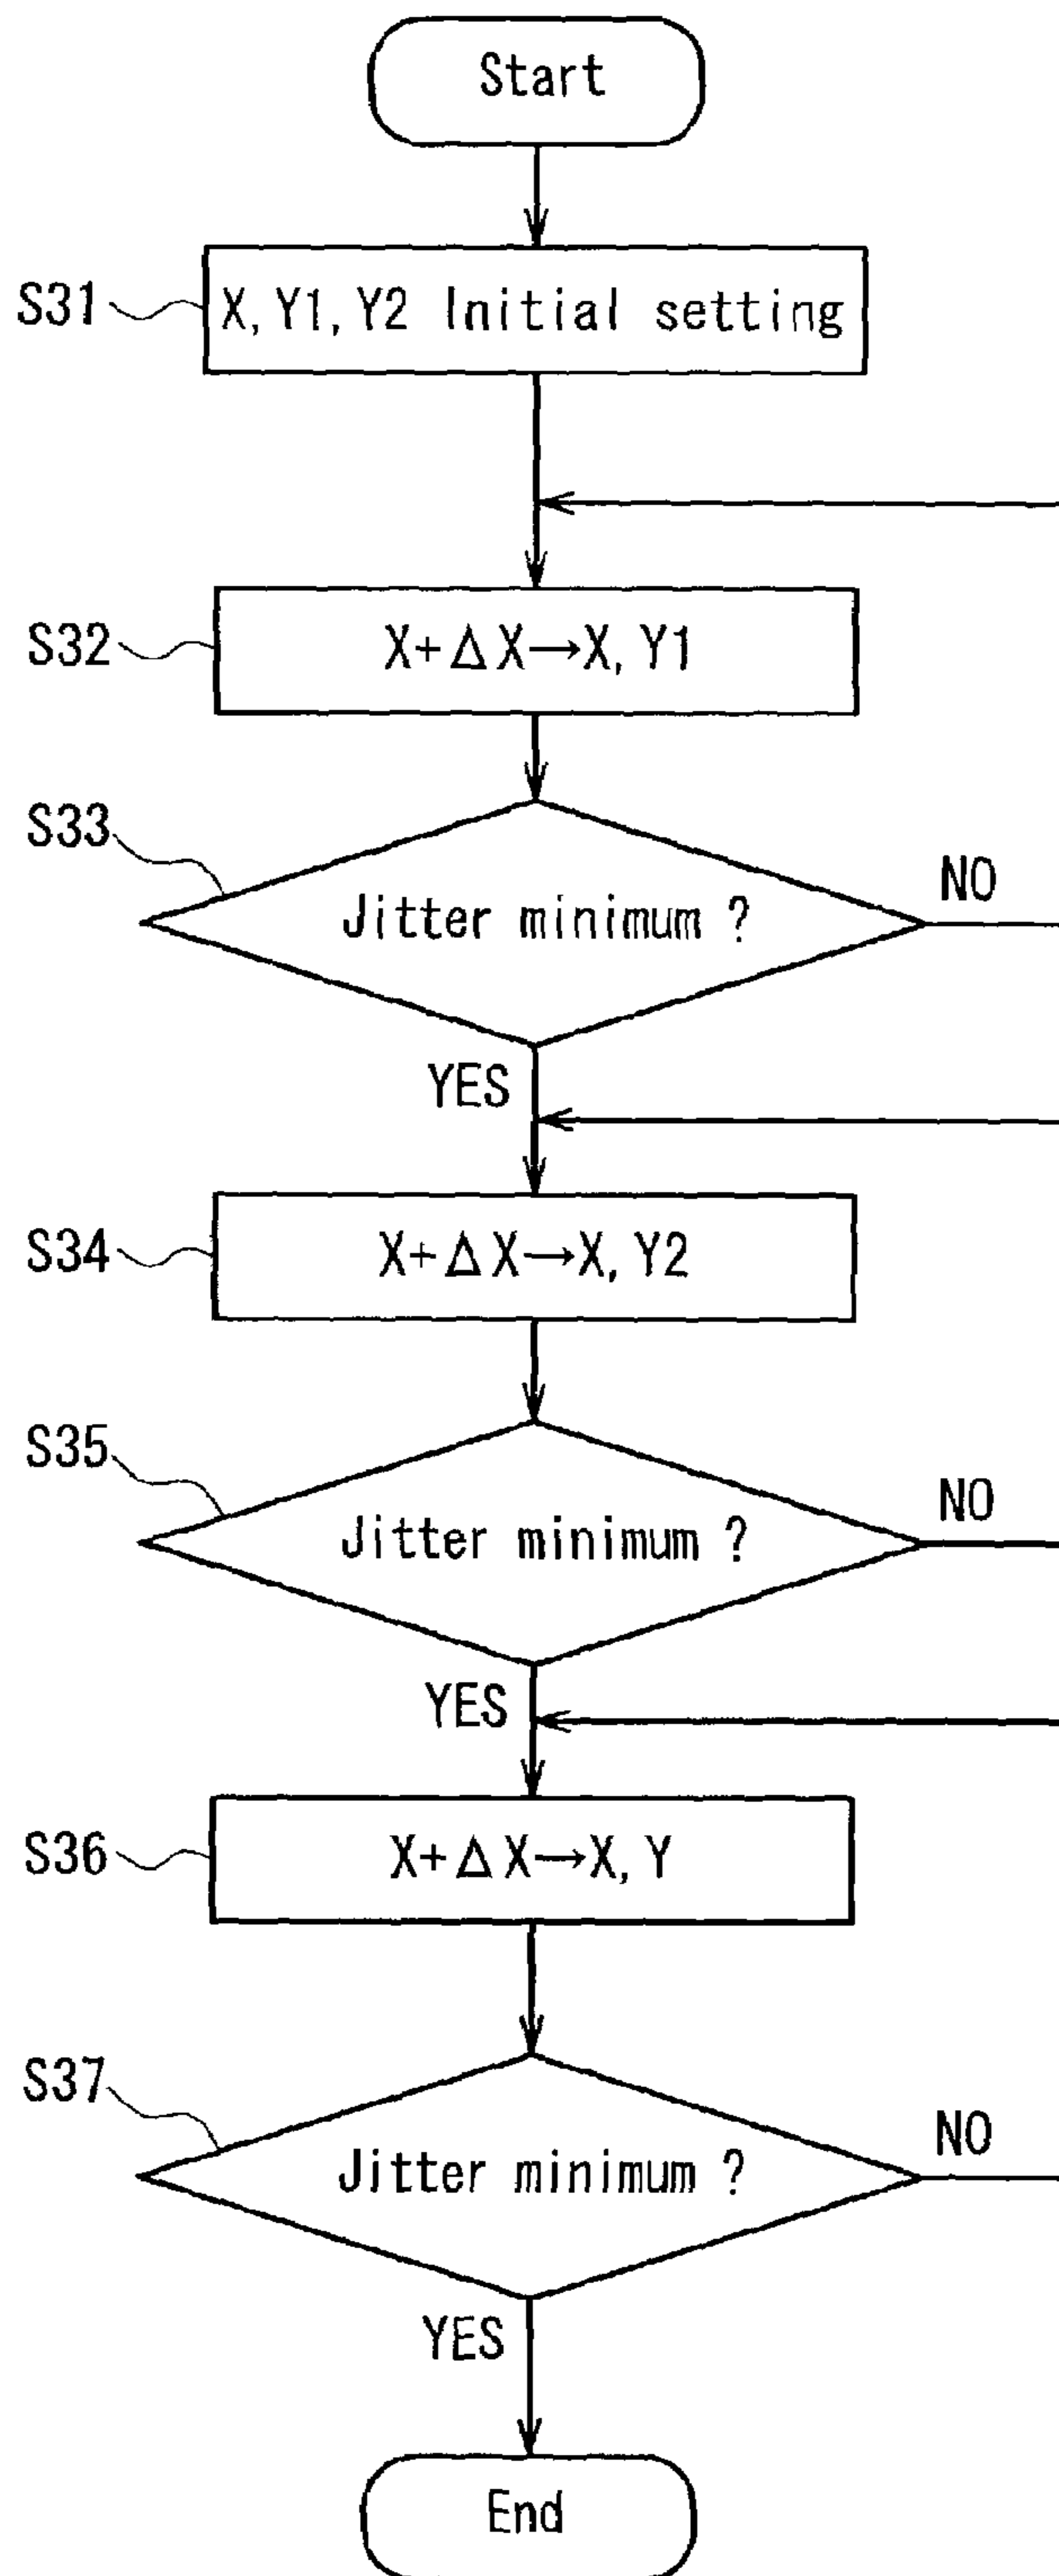 Start
S31
X, Y1, Y2 Initial setting
S32
X+ΔX→X, Y1
S33
Jitter minimum ?
NO
YES
S34
X+ΔX→X, Y2
S35
Jitter minimum ?
NO
YES
S36
X+ΔX→X, Y
S37
Jitter minimum ?
NO
YES
End